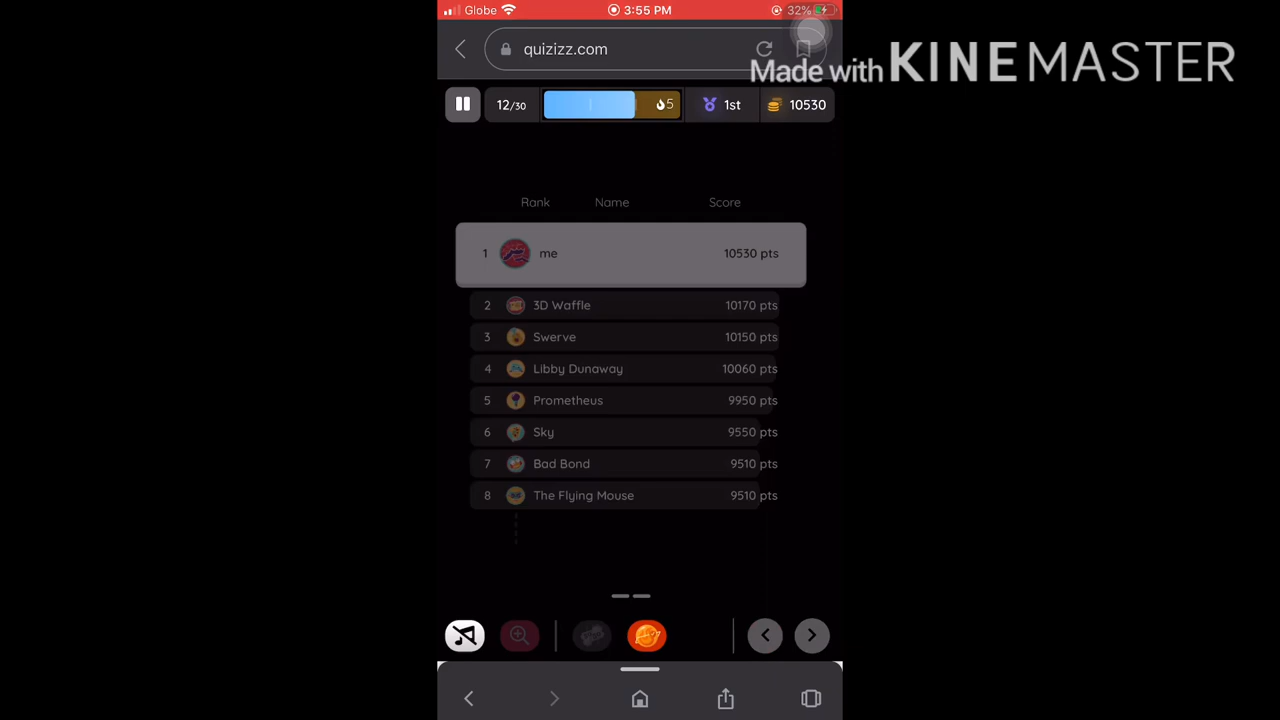 Globe 3:55 PM 32%
quizizz.com
Made with KINEMASTER
12/30 5 1st 10530
Rank Name Score
1 me 10530 pts
2 3D Waffle 10170 pts
3 Swerve 10150 pts
4 Libby Dunaway 10060 pts
5 Prometheus 9950 pts
6 Sky 9550 pts
7 Bad Bond 9510 pts
8 The Flying Mouse 9510 pts